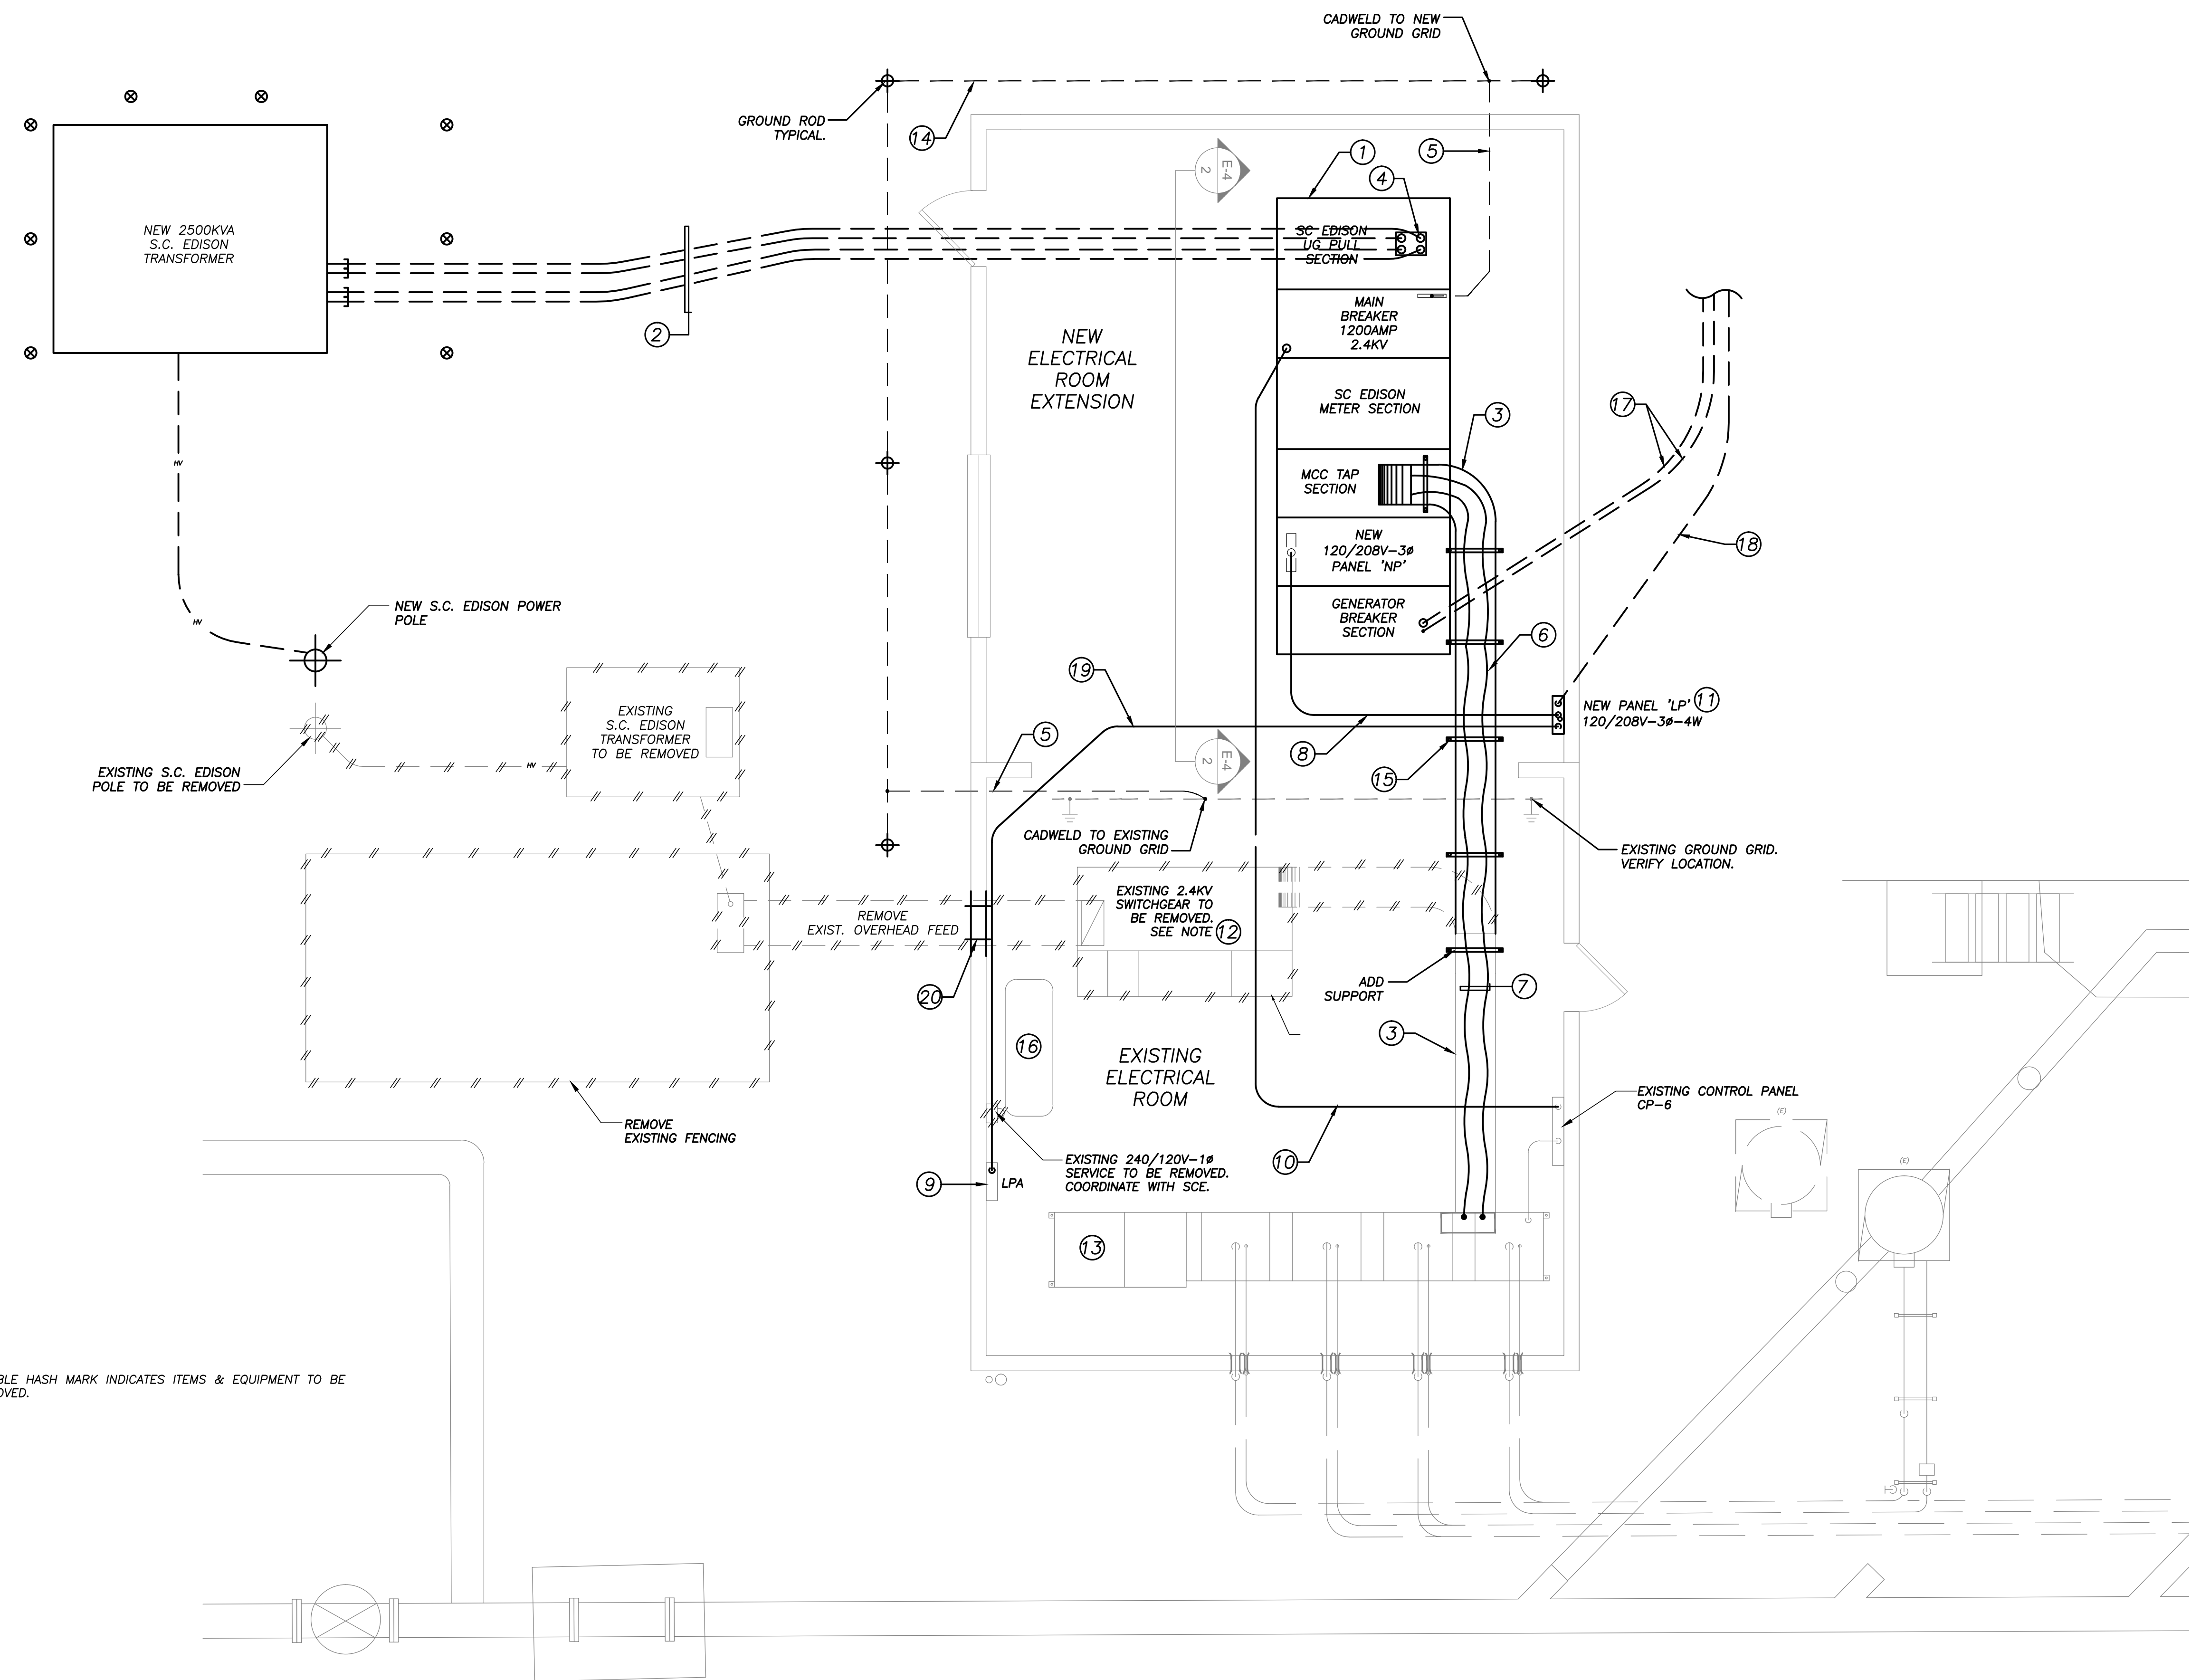 CADWELD TO NEW
GROUND GRID
GROUND ROD
TYPICAL.
14
1
5
4
E-4
2
NEW 2500KVA
S.C. EDISON
TRANSFORMER
SC EDISON
UG PULL
SECTION
2
MAIN
BREAKER
1200AMP
2.4KV
NEW
ELECTRICAL
ROOM
EXTENSION
SC EDISON
METER SECTION
3
17
HV
MCC TAP
SECTION
NEW
120/208V-3ø
PANEL 'NP'
18
GENERATOR
BREAKER
SECTION
6
HV
NEW S.C. EDISON POWER
POLE
19
NEW PANEL 'LP' 11
120/208V-3ø-4W
EXISTING
S.C. EDISON
TRANSFORMER
TO BE REMOVED
5
8
E-4
2
15
HV
EXISTING S.C. EDISON
POLE TO BE REMOVED
CADWELD TO EXISTING
GROUND GRID
EXISTING GROUND GRID.
VERIFY LOCATION.
EXISTING 2.4KV
SWITCHGEAR TO
BE REMOVED.
SEE NOTE 12
REMOVE
EXIST. OVERHEAD FEED
20
ADD
SUPPORT
7
16
3
EXISTING
ELECTRICAL
ROOM
EXISTING CONTROL PANEL
CP-6
REMOVE
EXISTING FENCING
(E)
EXISTING 240/120V-1ø
SERVICE TO BE REMOVED.
COORDINATE WITH SCE.
10
(E)
9
LPA
13
BLE HASH MARK INDICATES ITEMS & EQUIPMENT TO BE
OVED.